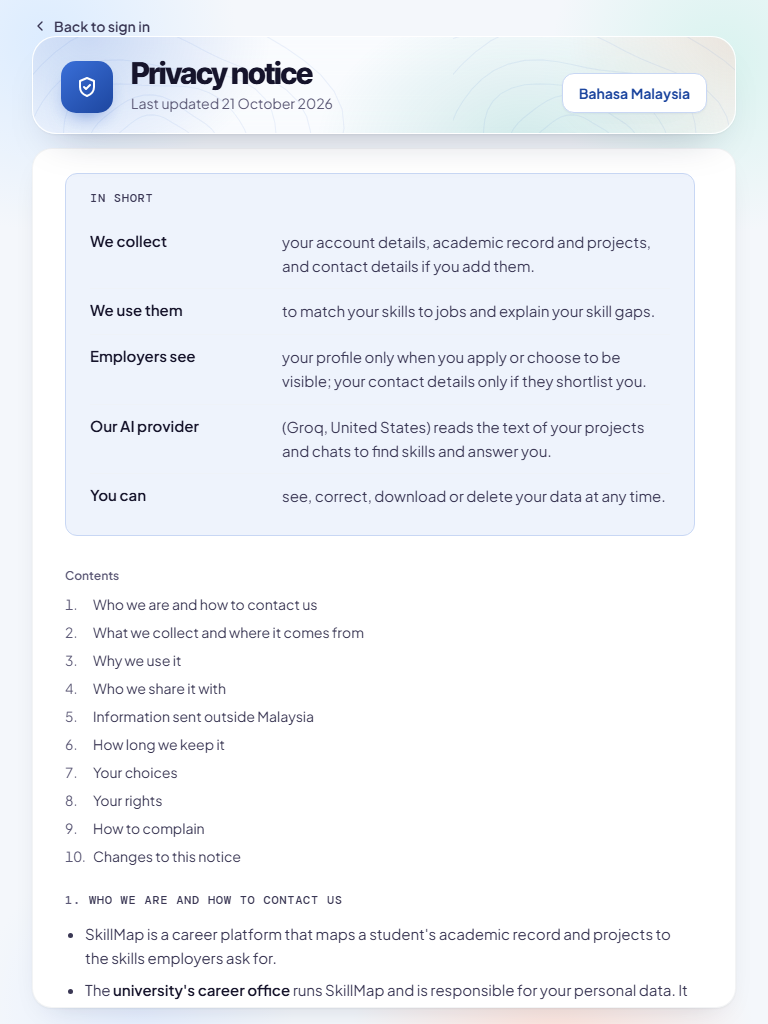 Back to sign in
Privacy notice
Last updated 21 October 2026
Bahasa Malaysia
IN SHORT
We collect
your account details, academic record and projects,
and contact details if you add them.
We use them
to match your skills to jobs and explain your skill gaps.
Employers see
your profile only when you apply or choose to be
visible; your contact details only if they shortlist you.
Our AI provider
(Groq, United States) reads the text of your projects
and chats to find skills and answer you.
You can
see, correct, download or delete your data at any time.
Contents
1. Who we are and how to contact us
2. What we collect and where it comes from
3. Why we use it
4. Who we share it with
5. Information sent outside Malaysia
6. How long we keep it
7. Your choices
8. Your rights
9. How to complain
10. Changes to this notice
1. WHO WE ARE AND HOW TO CONTACT US
• SkillMap is a career platform that maps a student's academic record and projects to
the skills employers ask for.
• The university's career office runs SkillMap and is responsible for your personal data. It